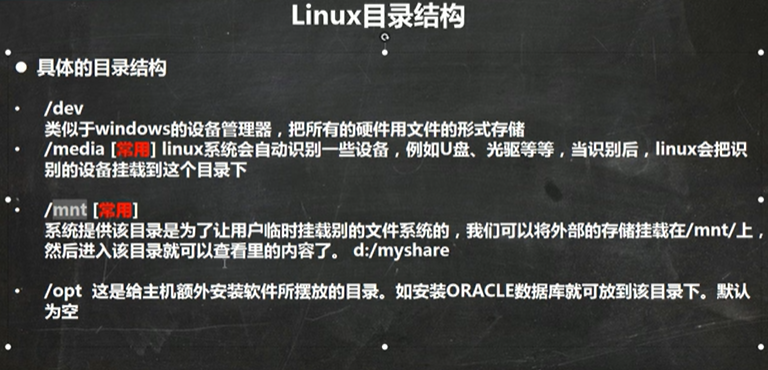 Linux目录结构
具体的目录结构
/dev
类似于windows的设备管理器，把所有的硬件用文件的形式存储
/media [常用] linux系统会自动识别一些设备，例如U盘、光驱等等，当识别后，linux会把识
别的设备挂载到这个目录下
/mnt [常用]
系统提供该目录是为了让用户临时挂载别的文件系统的，我们可以将外部的存储挂载在/mnt/上，
然后进入该目录就可以查看里的内容了。 d:/myshare
/opt 这是给主机额外安装软件所摆放的目录。如安装ORACLE数据库就可放到该目录下。默认
为空